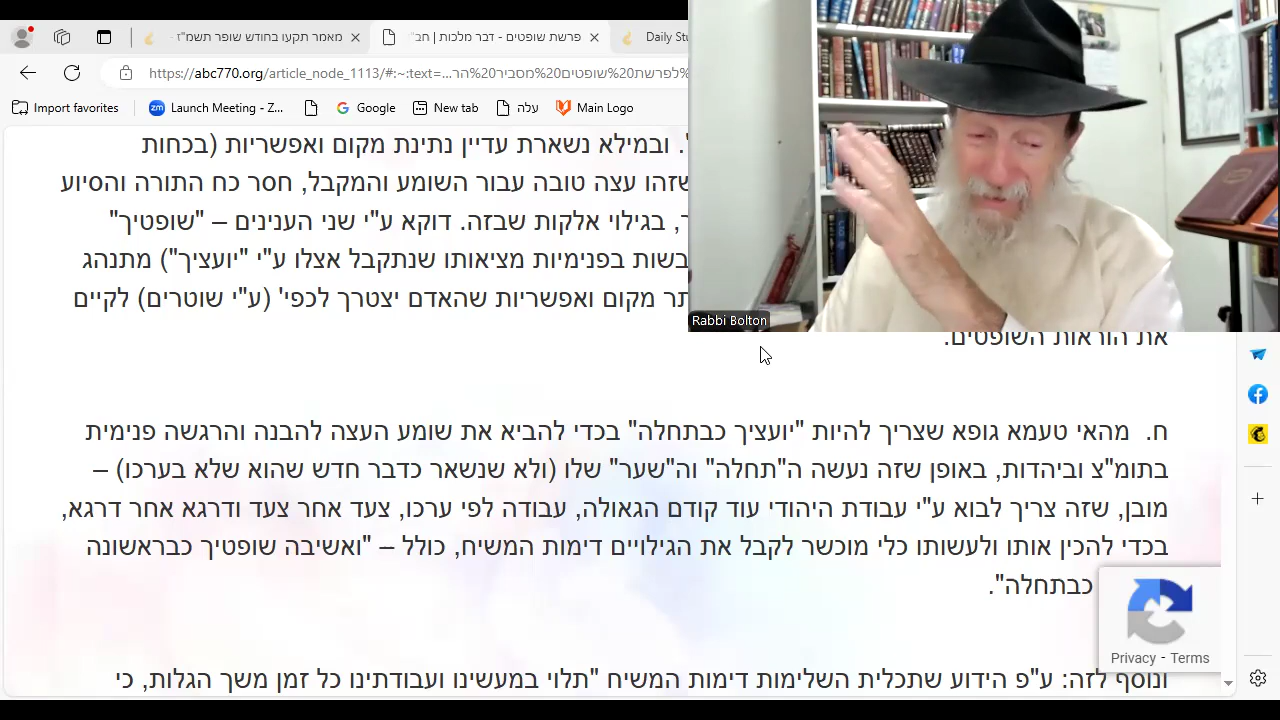 מאמר תקעו בחודש שופר תשמ"ז -
פרשת שופטים - דבר מלכות | חב"
Daily Stu
https://abc770.org/article_node_1113/#:~:text=...לפרשת%20שופטים%20מסביר%20הר%
Import favorites
Launch Meeting - Z...
Google
New tab
עלה
Main Logo
. ובמילא נשארת עדיין נתינת מקום ואפשריות (בכחות
שזהו עצה טובה עבור השומע והמקבל, חסר כח התורה והסיוע
, בגילוי אלקות שבזה. דוקא ע"י שני הענינים – "שופטיך"
בשות בפנימיות מציאותו שנתקבל אצלו ע"י "יועציך") מתנהג
תר מקום ואפשריות שהאדם יצטרך לכפי' (ע"י שוטרים) לקיים
את הוראות השופטים.
Rabbi Bolton
ח. מהאי טעמא גופא שצריך להיות "יועציך כבתחלה" בכדי להביא את שומע העצה להבנה והרגשה פנימית
בתומ"צ וביהדות, באופן שזה נעשה ה"תחלה" וה"שער" שלו (ולא שנשאר כדבר חדש שהוא שלא בערכו) –
מובן, שזה צריך לבוא ע"י עבודת היהודי עוד קודם הגאולה, עבודה לפי ערכו, צעד אחר צעד ודרגא אחר דרגא,
בכדי להכין אותו ולעשותו כלי מוכשר לקבל את הגילויים דימות המשיח, כולל – "ואשיבה שופטיך כבראשונה
כבתחלה".
Privacy - Terms
ונוסף לזה: ע"פ הידוע שתכלית השלימות דימות המשיח "תלוי במעשינו ועבודתינו כל זמן משך הגלות, כי